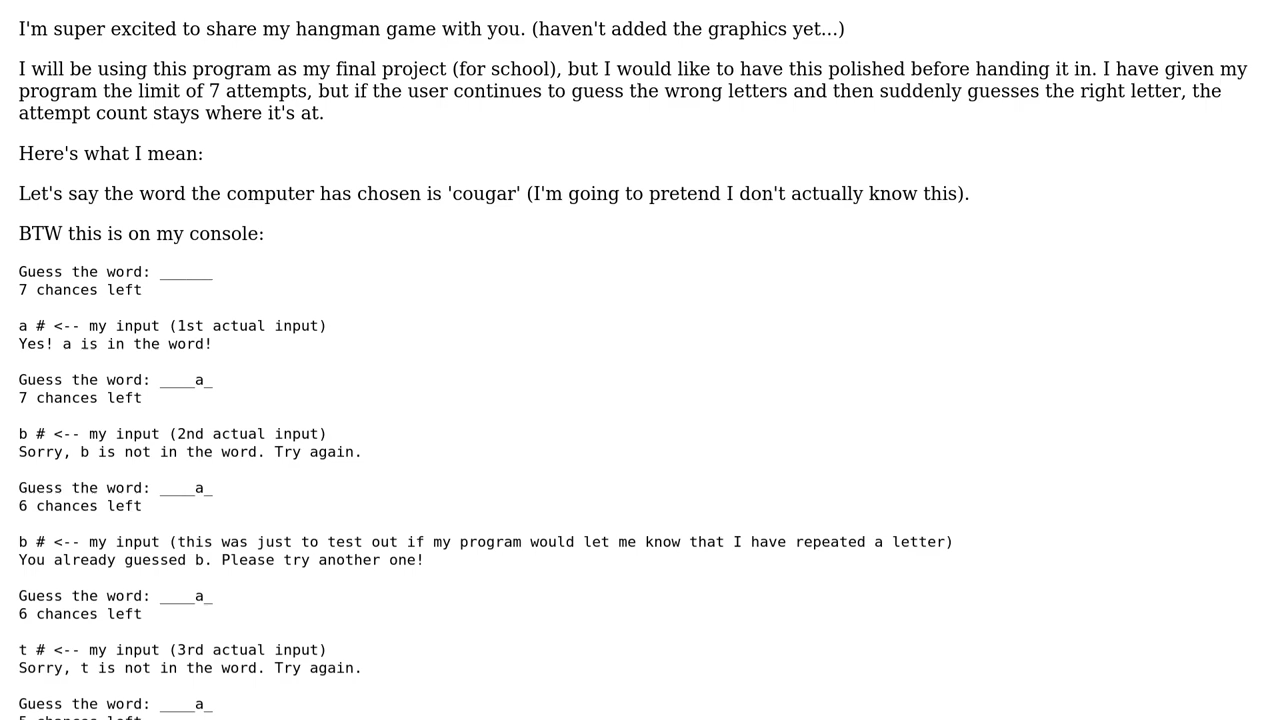 I'm super excited to share my hangman game with you. (haven't added the graphics yet...)
I will be using this program as my final project (for school), but I would like to have this polished before handing it in. I have given my
program the limit of 7 attempts, but if the user continues to guess the wrong letters and then suddenly guesses the right letter, the
attempt count stays where it's at.
Here's what I mean:
Let's say the word the computer has chosen is 'cougar' (I'm going to pretend I don't actually know this).
BTW this is on my console:
Guess the word: ______
7 chances left
a # <-- my input (1st actual input)
Yes! a is in the word!
Guess the word: ____a_
7 chances left
b # <-- my input (2nd actual input)
Sorry, b is not in the word. Try again.
Guess the word: ____a_
6 chances left
b # <-- my input (this was just to test out if my program would let me know that I have repeated a letter)
You already guessed b. Please try another one!
Guess the word: ____a_
6 chances left
t # <-- my input (3rd actual input)
Sorry, t is not in the word. Try again.
Guess the word: ____a_
5 chances left